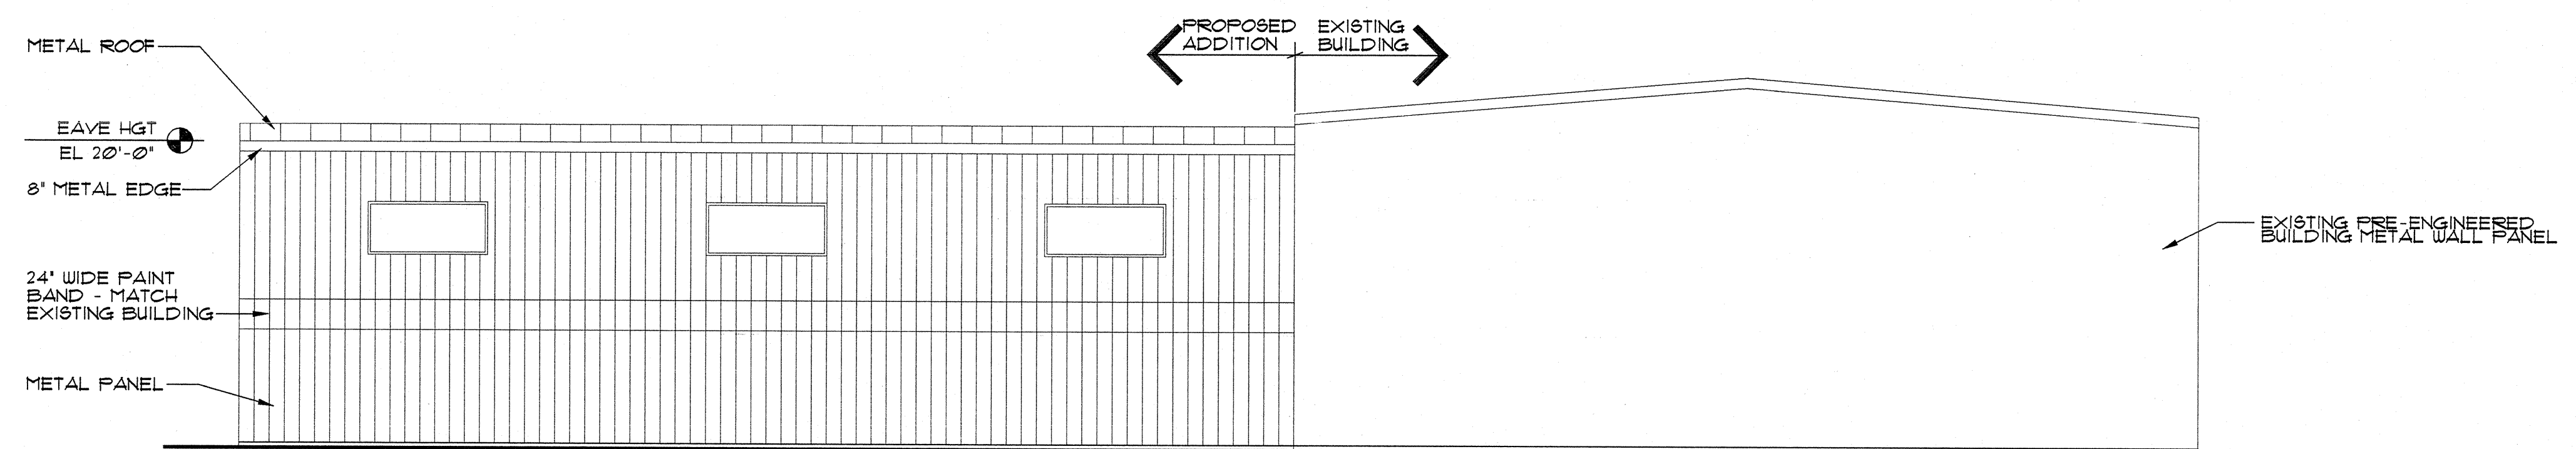 PROPOSED EXISTING
ADDITION BUILDING
METAL ROOF
EAVE HGT
EL 20'-0"
8" METAL EDGE
24" WIDE PAINT
BAND - MATCH
EXISTING BUILDING
METAL PANEL
EXISTING PRE-ENGINEERED
BUILDING METAL WALL PANEL